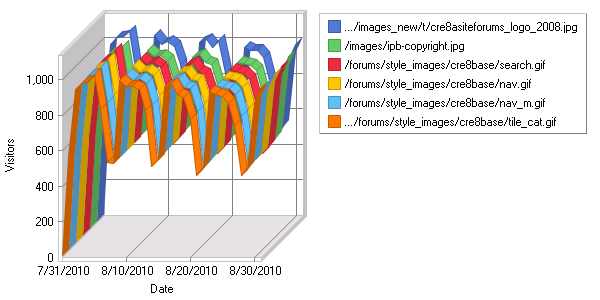 .../images_new/t/cre8asiteforums_logo_2008.jpg
/images/ipb-copyright.jpg
/forums/style_images/cre8base/search.gif
/forums/style_images/cre8base/nav.gif
/forums/style_images/cre8base/nav_m.gif
.../forums/style_images/cre8base/tile_cat.gif
Visitors
1,000
800
600
400
200
0
7/31/2010 8/10/2010 8/20/2010 8/30/2010
Date